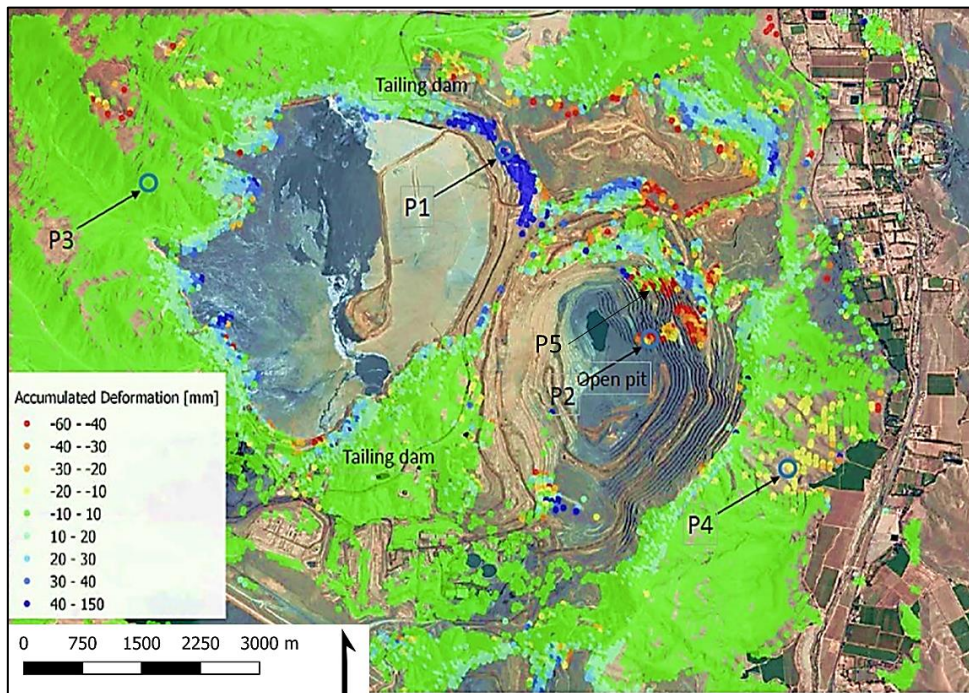 Tailing dam
P1
P3
P5
P2
Open pit
Tailing dam
P4
Accumulated Deformation [mm]
-60 - -40
-40 - -30
-30 - -20
-20 - -10
-10 - 10
10 - 20
20 - 30
30 - 40
40 - 150
0 750 1500 2250 3000 m